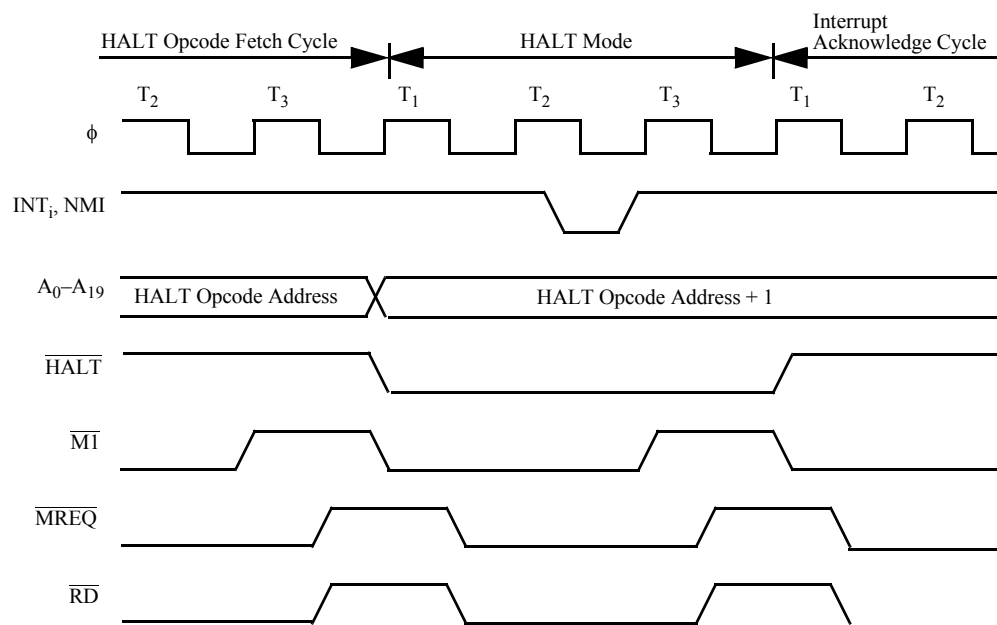 HALT Opcode Fetch Cycle
HALT Mode
Interrupt
Acknowledge Cycle
T2 T3 T1 T2 T3 T1 T2
ϕ
INTi, NMI
A0–A19
HALT Opcode Address
HALT Opcode Address + 1
HALT
M1
MREQ
RD